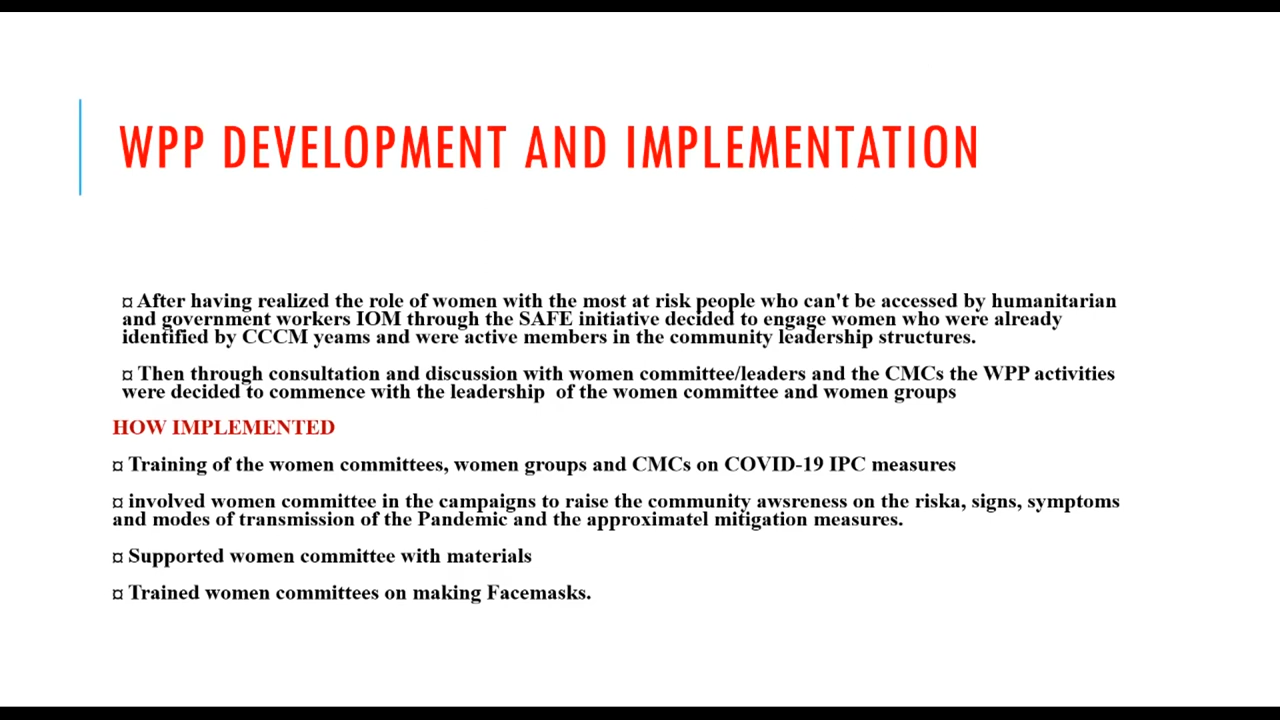 WPP DEVELOPMENT AND IMPLEMENTATION
¤ After having realized the role of women with the most at risk people who can't be accessed by humanitarian
and government workers IOM through the SAFE initiative decided to engage women who were already
identified by CCCM yeams and were active members in the community leadership structures.
¤ Then through consultation and discussion with women committee/leaders and the CMCs the WPP activities
were decided to commence with the leadership of the women committee and women groups
HOW IMPLEMENTED
¤ Training of the women committees, women groups and CMCs on COVID-19 IPC measures
¤ involved women committee in the campaigns to raise the community awsreness on the riska, signs, symptoms
and modes of transmission of the Pandemic and the approximatel mitigation measures.
¤ Supported women committee with materials
¤ Trained women committees on making Facemasks.